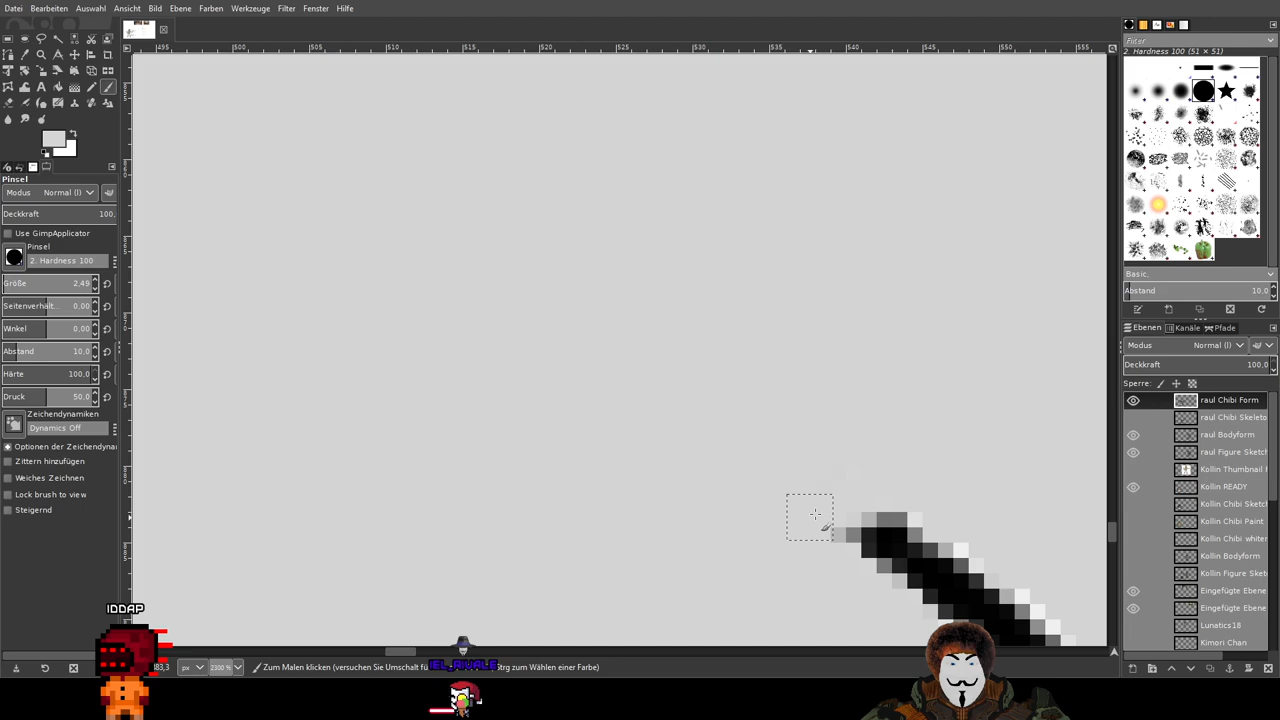 Datei Bearbeiten Auswahl Ansicht Bild Ebene Farben Werkzeuge Filter Fenster Hilfe
495 500 505 510 515 520 525 530 535 540 545 550 555
Filter
2. Hardness 100 (51 × 51)
Pinsel
Modus Normal (I)
Deckkraft 100,
Use GimpApplicator
Pinsel
2. Hardness 100
Größe 2,49
Seitenverhält... 0,00
Winkel 0,00
Abstand 10,0
Härte 100,0
Druck 50,0
Zeichendynamiken
Dynamics Off
Optionen der Zeichendyna
Zittern hinzufügen
Weiches Zeichnen
Lock brush to view
Steigernd
Basic,
Abstand 10,0
Ebenen Kanäle Pfade
Modus Normal (I)
Deckkraft 100,0
Sperre:
raul Chibi Form
raul Chibi Skeleto
raul Bodyform
raul Figure Sketch
Kollin Thumbnail
Kollin READY
Kollin Chibi Sketch
Kollin Chibi Paint
Kollin Chibi whiter
Kollin Bodyform
Kollin Figure Sket
Eingefügte Ebene
Eingefügte Ebene
Lunatics18
Kimori Chan
83,3 px 2300 % Zum Malen klicken (versuchen Sie Umschalt fü Strg zum Wählen einer Farbe)
IDDAP
IEL_RIVALE